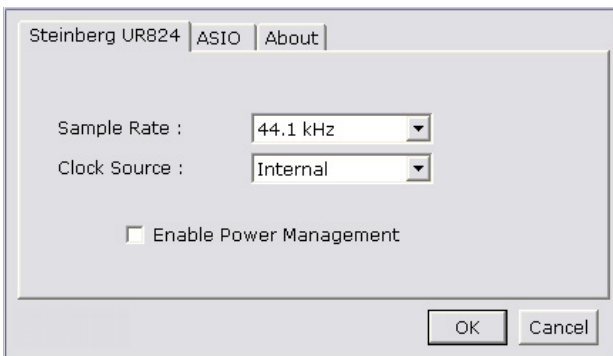 Steinberg UR824 ASIO About
Sample Rate : 44.1 kHz
Clock Source : Internal
Enable Power Management
OK Cancel